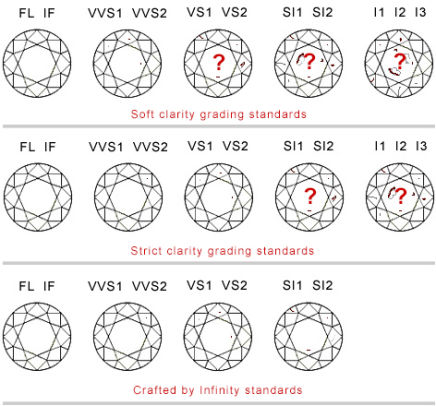 FL IF VVS1 VVS2 VS1 VS2 SI1 SI2 I1 I2 I3
? ? ?
Soft clarity grading standards
FL IF VVS1 VVS2 VS1 VS2 SI1 SI2 I1 I2 I3
? ?
Strict clarity grading standards
FL IF VVS1 VVS2 VS1 VS2 SI1 SI2
Crafted by Infinity standards